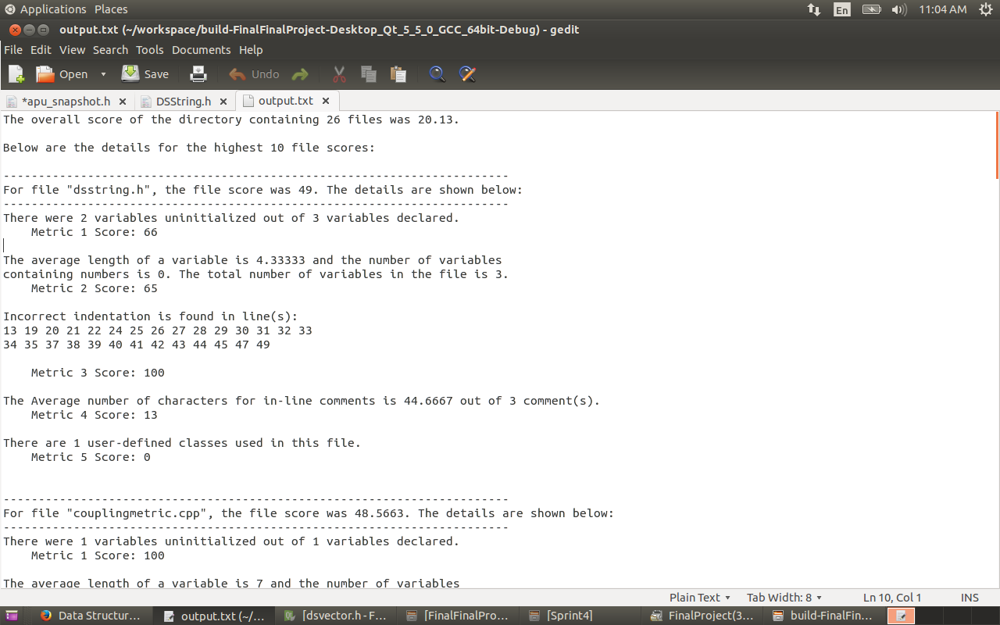 Applications Places
En
11:04 AM
output.txt (~/workspace/build-FinalFinalProject-Desktop_Qt_5_5_0_GCC_64bit-Debug) - gedit
File Edit View Search Tools Documents Help
Open Save Undo
*apu_snapshot.h DSString.h output.txt
The overall score of the directory containing 26 files was 20.13.
Below are the details for the highest 10 file scores:
------------------------------------------------------------------------
For file "dsstring.h", the file score was 49. The details are shown below:
------------------------------------------------------------------------
There were 2 variables uninitialized out of 3 variables declared.
Metric 1 Score: 66
The average length of a variable is 4.33333 and the number of variables
containing numbers is 0. The total number of variables in the file is 3.
Metric 2 Score: 65
Incorrect indentation is found in line(s):
13 19 20 21 22 24 25 26 27 28 29 30 31 32 33
34 35 37 38 39 40 41 42 43 44 45 47 49
Metric 3 Score: 100
The Average number of characters for in-line comments is 44.6667 out of 3 comment(s).
Metric 4 Score: 13
There are 1 user-defined classes used in this file.
Metric 5 Score: 0
------------------------------------------------------------------------
For file "couplingmetric.cpp", the file score was 48.5663. The details are shown below:
------------------------------------------------------------------------
There were 1 variables uninitialized out of 1 variables declared.
Metric 1 Score: 100
The average length of a variable is 7 and the number of variables
Plain Text Tab Width: 8 Ln 10, Col 1 INS
Data Structur... output.txt (~/... [dsvector.h - F... [FinalFinalPro... [Sprint4] FinalProject(3... build-FinalFin...